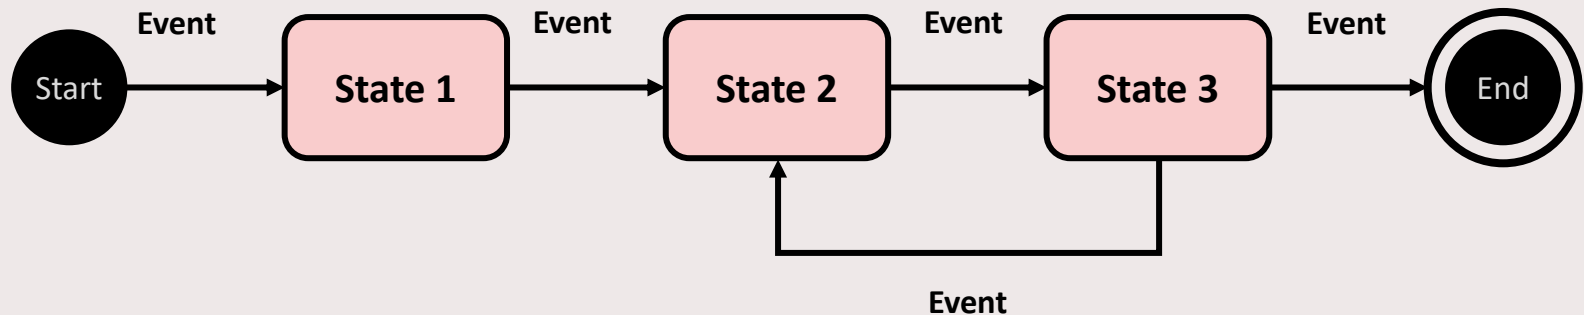 Event
Event
Event
Event
Start
State 1
State 2
State 3
End
Event